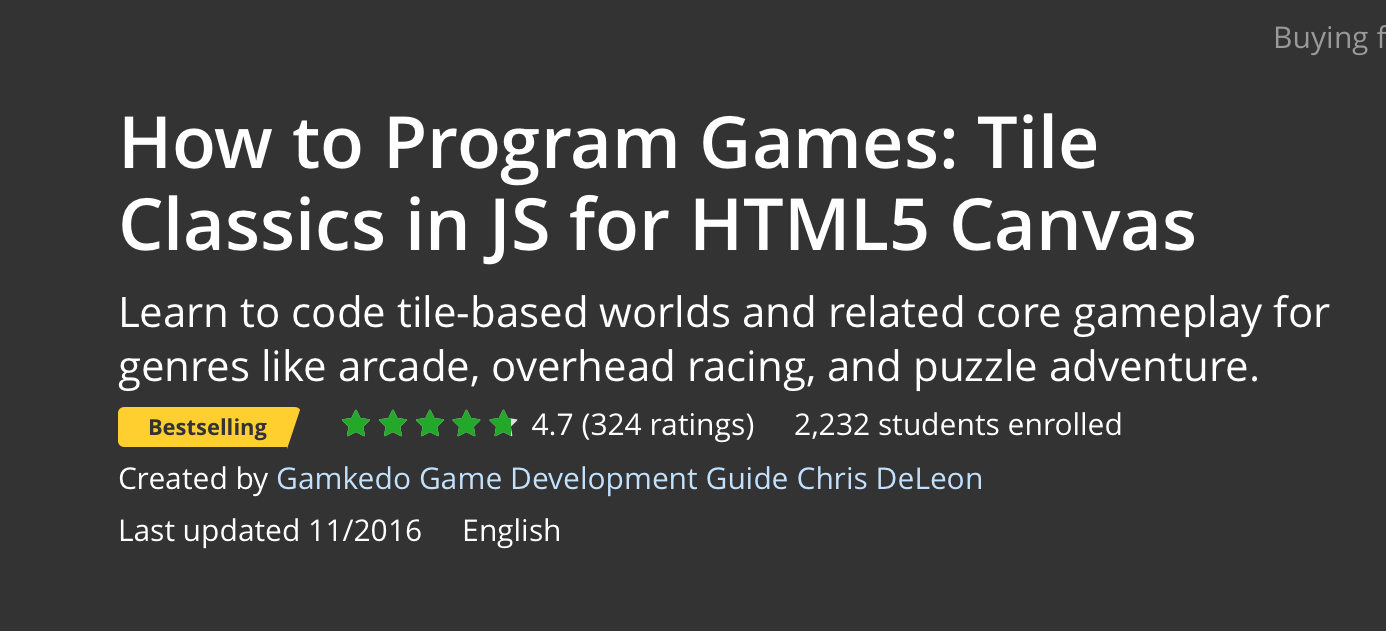 Buying f
How to Program Games: Tile
Classics in JS for HTML5 Canvas
Learn to code tile-based worlds and related core gameplay for
genres like arcade, overhead racing, and puzzle adventure.
Bestselling 4.7 (324 ratings) 2,232 students enrolled
Created by Gamkedo Game Development Guide Chris DeLeon
Last updated 11/2016 English